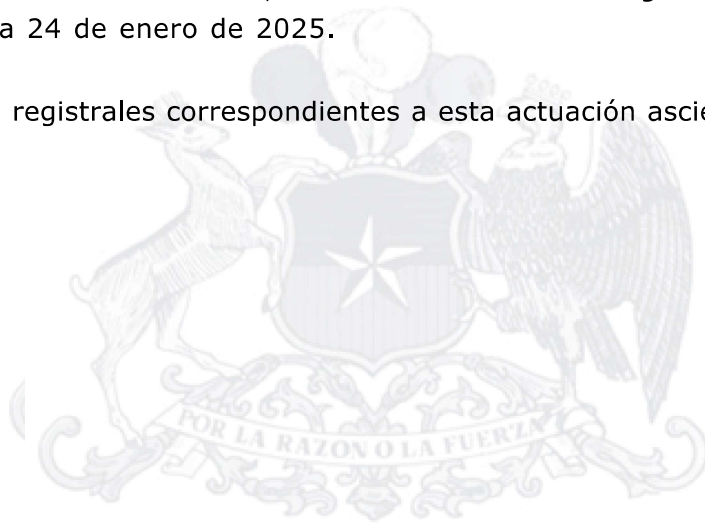 a 24 de enero de 2025.
registrales correspondientes a esta actuación ascie
POR LA RAZON O LA FUERZA